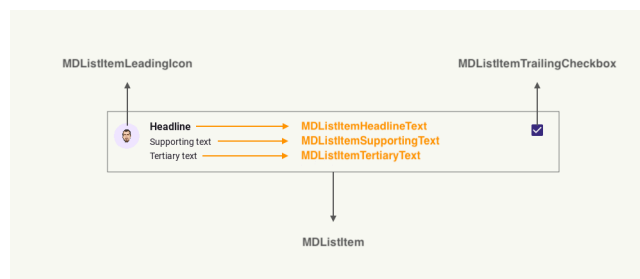 MDListItemLeadingIcon
MDListItemTrailingCheckbox
Headline MDListItemHeadlineText
Supporting text MDListItemSupportingText
Tertiary text MDListItemTertiaryText
MDListItem